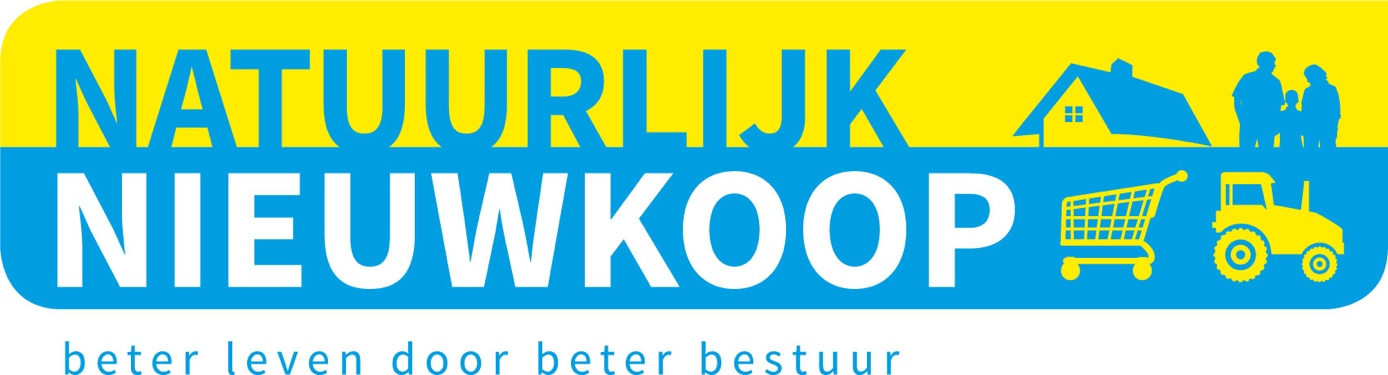 NATUURLIJK
NIEUWKOOP
beter leven door beter bestuur